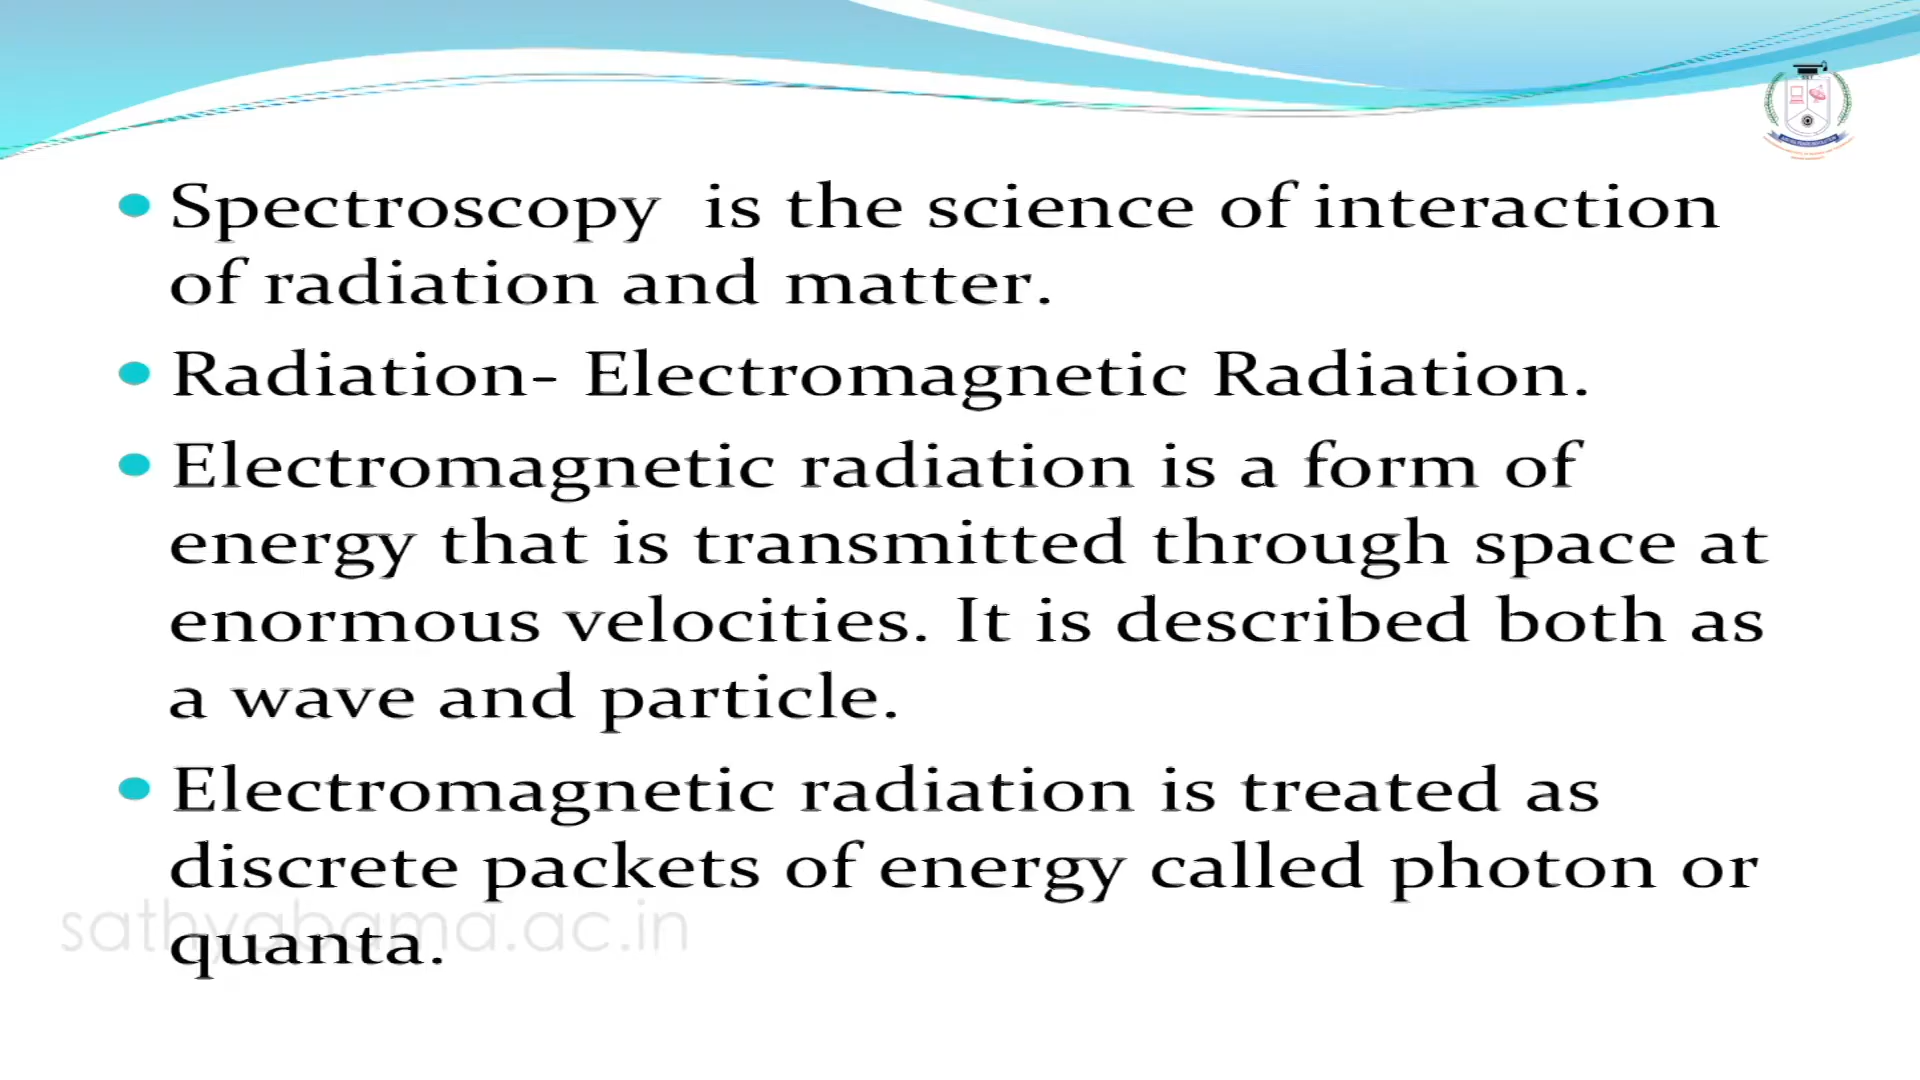 • Spectroscopy  is the science of interaction
of radiation and matter.
• Radiation- Electromagnetic Radiation.
• Electromagnetic radiation is a form of
energy that is transmitted through space at
enormous velocities. It is described both as
a wave and particle.
• Electromagnetic radiation is treated as
discrete packets of energy called photon or
quanta.
sathyabama.ac.in